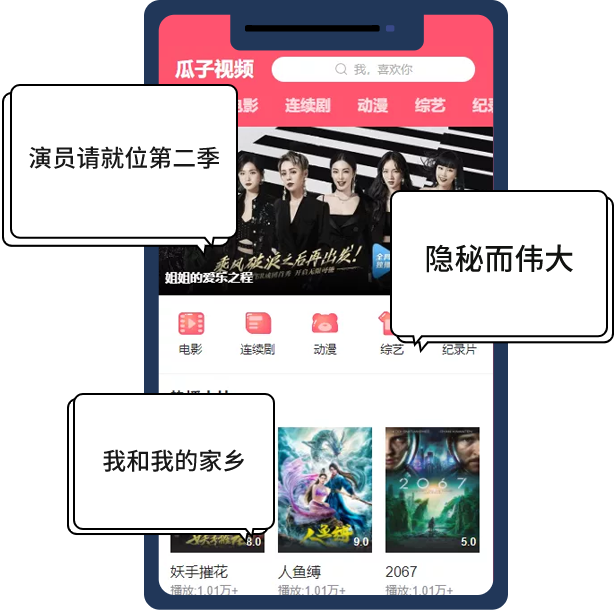 瓜子视频
我，喜欢你
电影 连续剧 动漫 综艺 纪录
演员请就位第二季
乘风破浪之后再出发!
姐姐的爱乐之程
隐秘而伟大
电影 连续剧 动漫 综艺 纪录片
我和我的家乡
8.0
人鱼缚
9.0
2067
5.0
妖手摧花 人鱼缚 2067
播放:1.01万+ 播放:1.01万+ 播放:1.01万+